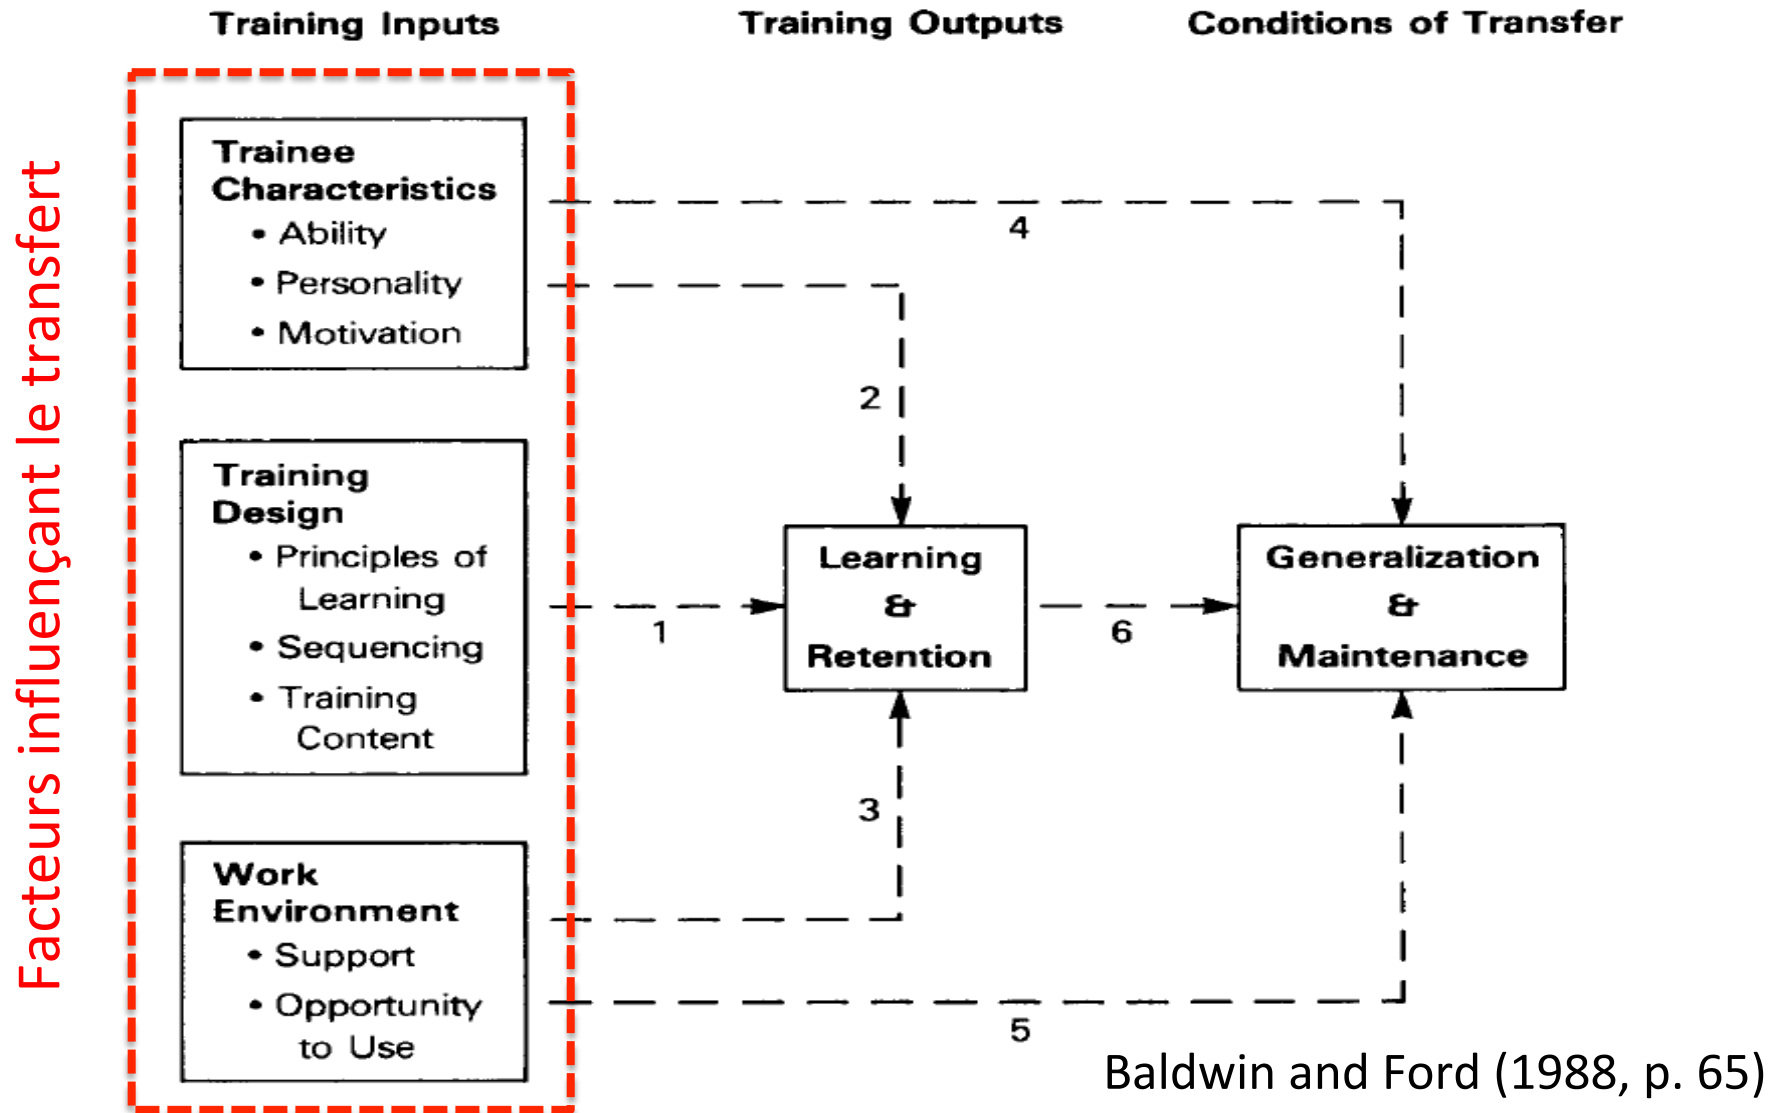 Training Inputs
Training Outputs
Conditions of Transfer
Facteurs influençant le transfert
Trainee
Characteristics
• Ability
• Personality
• Motivation
4
2
Training
Design
• Principles of
Learning
• Sequencing
• Training
Content
1
Learning
&
Retention
6
Generalization
&
Maintenance
3
Work
Environment
• Support
• Opportunity
to Use
5
Baldwin and Ford (1988, p. 65)